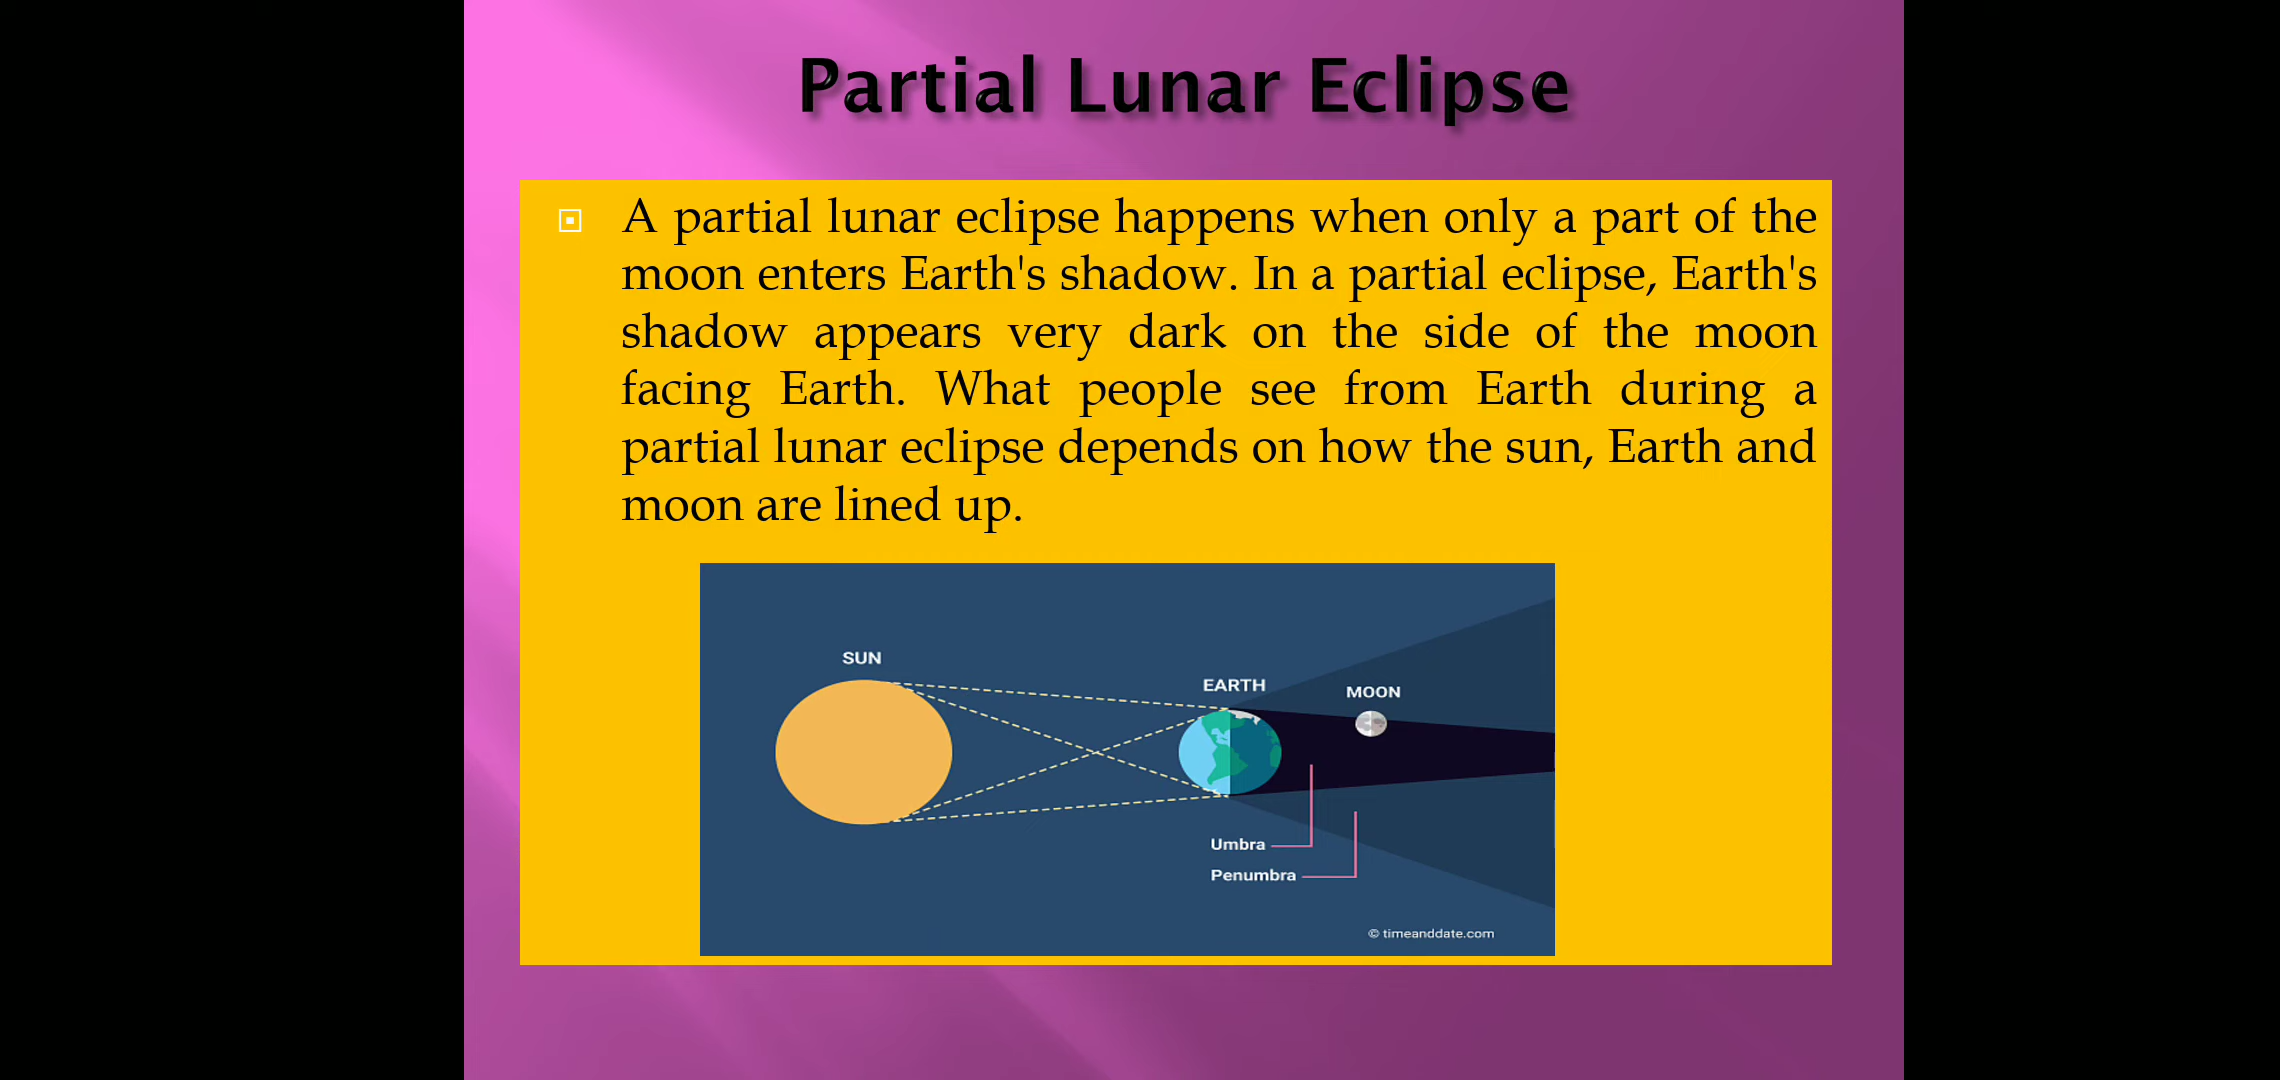 Partial Lunar Eclipse
A partial lunar eclipse happens when only a part of the
moon enters Earth's shadow. In a partial eclipse, Earth's
shadow appears very dark on the side of the moon
facing Earth. What people see from Earth during a
partial lunar eclipse depends on how the sun, Earth and
moon are lined up.
SUN
EARTH
MOON
Umbra
Penumbra
© timeanddate.com